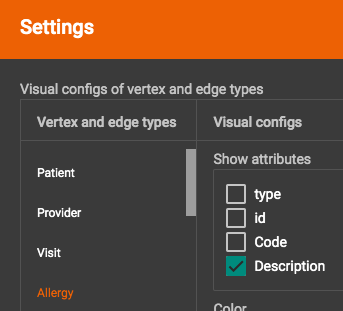 Settings
Visual configs of vertex and edge types
Vertex and edge types
Visual configs
Patient
Provider
Visit
Allergy
Show attributes
type
id
Code
Description
Color